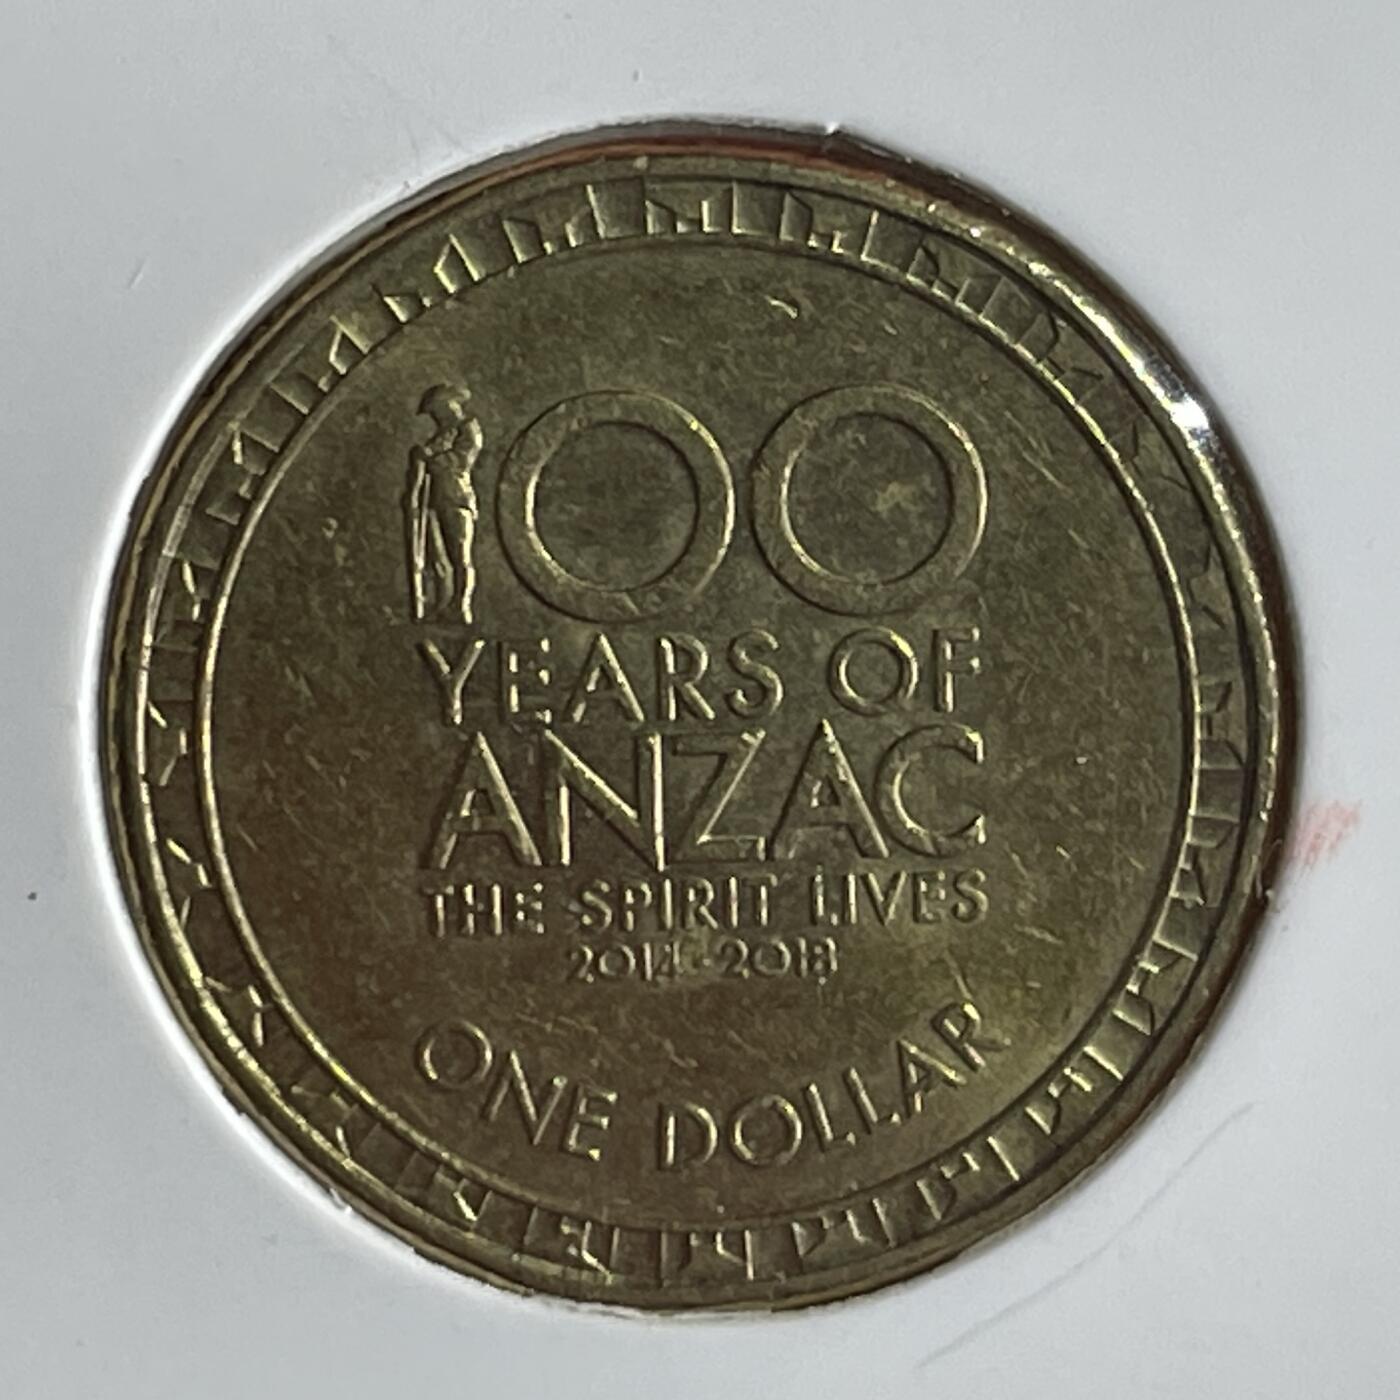 100
YEARS OF
ANZAC
THE SPIRIT LIVES
2014-2018
ONE DOLLAR